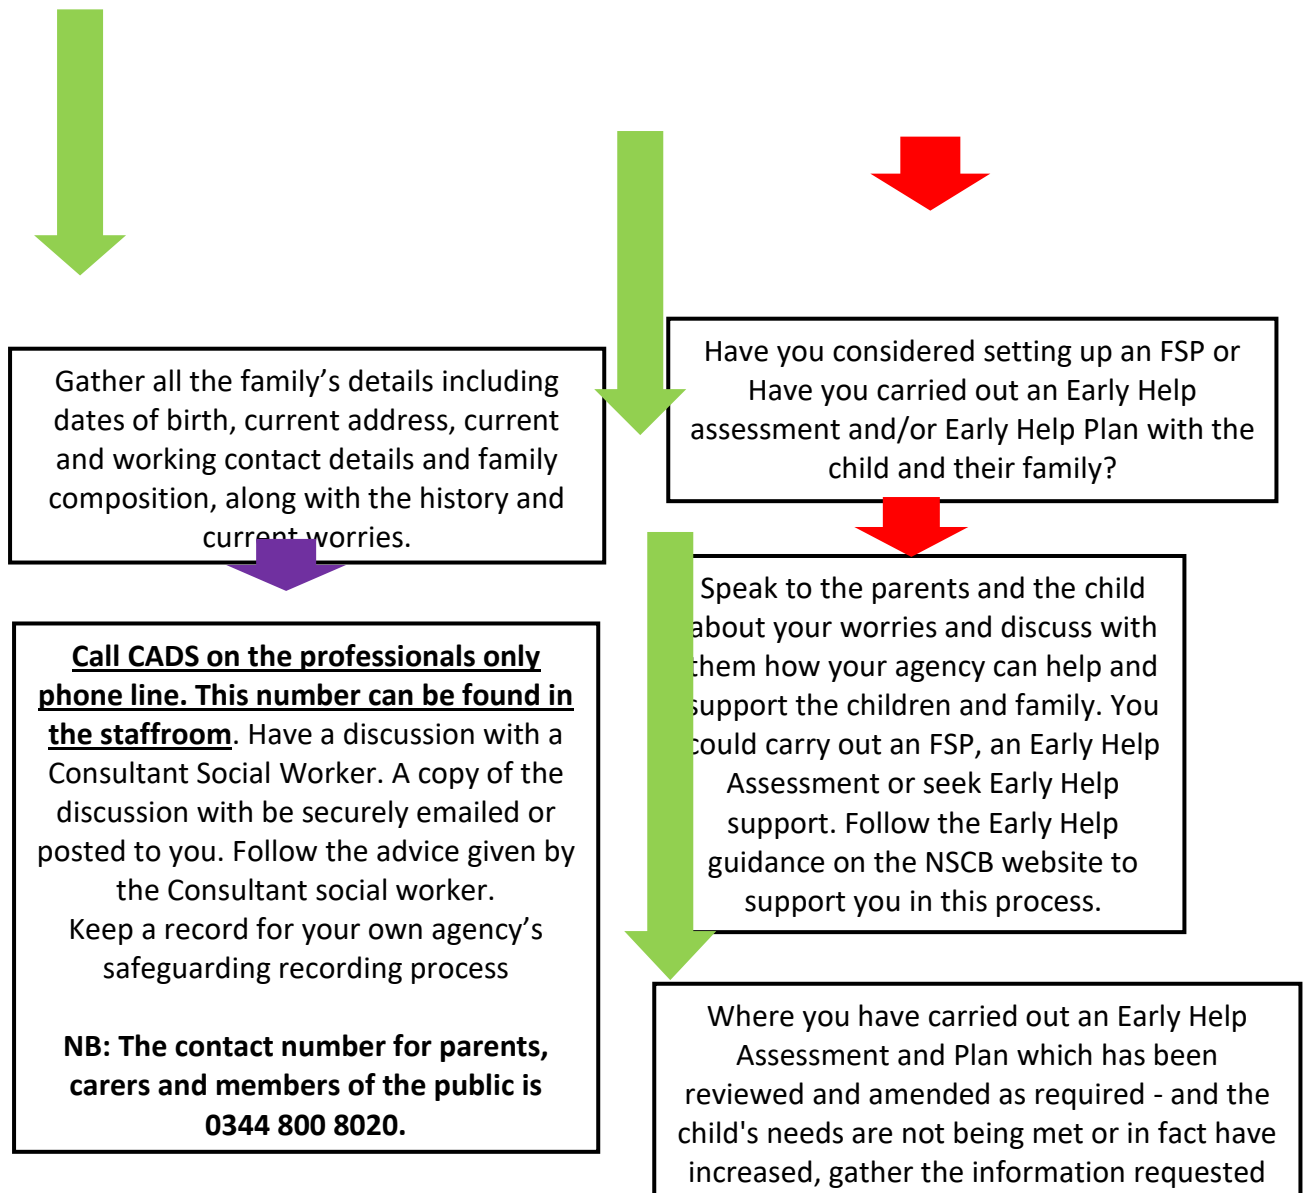 Gather all the family’s details including
dates of birth, current address, current
and working contact details and family
composition, along with the history and
current worries.
Call CADS on the professionals only
phone line. This number can be found in
the staffroom. Have a discussion with a
Consultant Social Worker. A copy of the
discussion with be securely emailed or
posted to you. Follow the advice given by
the Consultant social worker.
Keep a record for your own agency’s
safeguarding recording process
NB: The contact number for parents,
carers and members of the public is
0344 800 8020.
Have you considered setting up an FSP or
Have you carried out an Early Help
assessment and/or Early Help Plan with the
child and their family?
Speak to the parents and the child
about your worries and discuss with
them how your agency can help and
support the children and family. You
could carry out an FSP, an Early Help
Assessment or seek Early Help
support. Follow the Early Help
guidance on the NSCB website to
support you in this process.
Where you have carried out an Early Help
Assessment and Plan which has been
reviewed and amended as required - and the
child's needs are not being met or in fact have
increased, gather the information requested